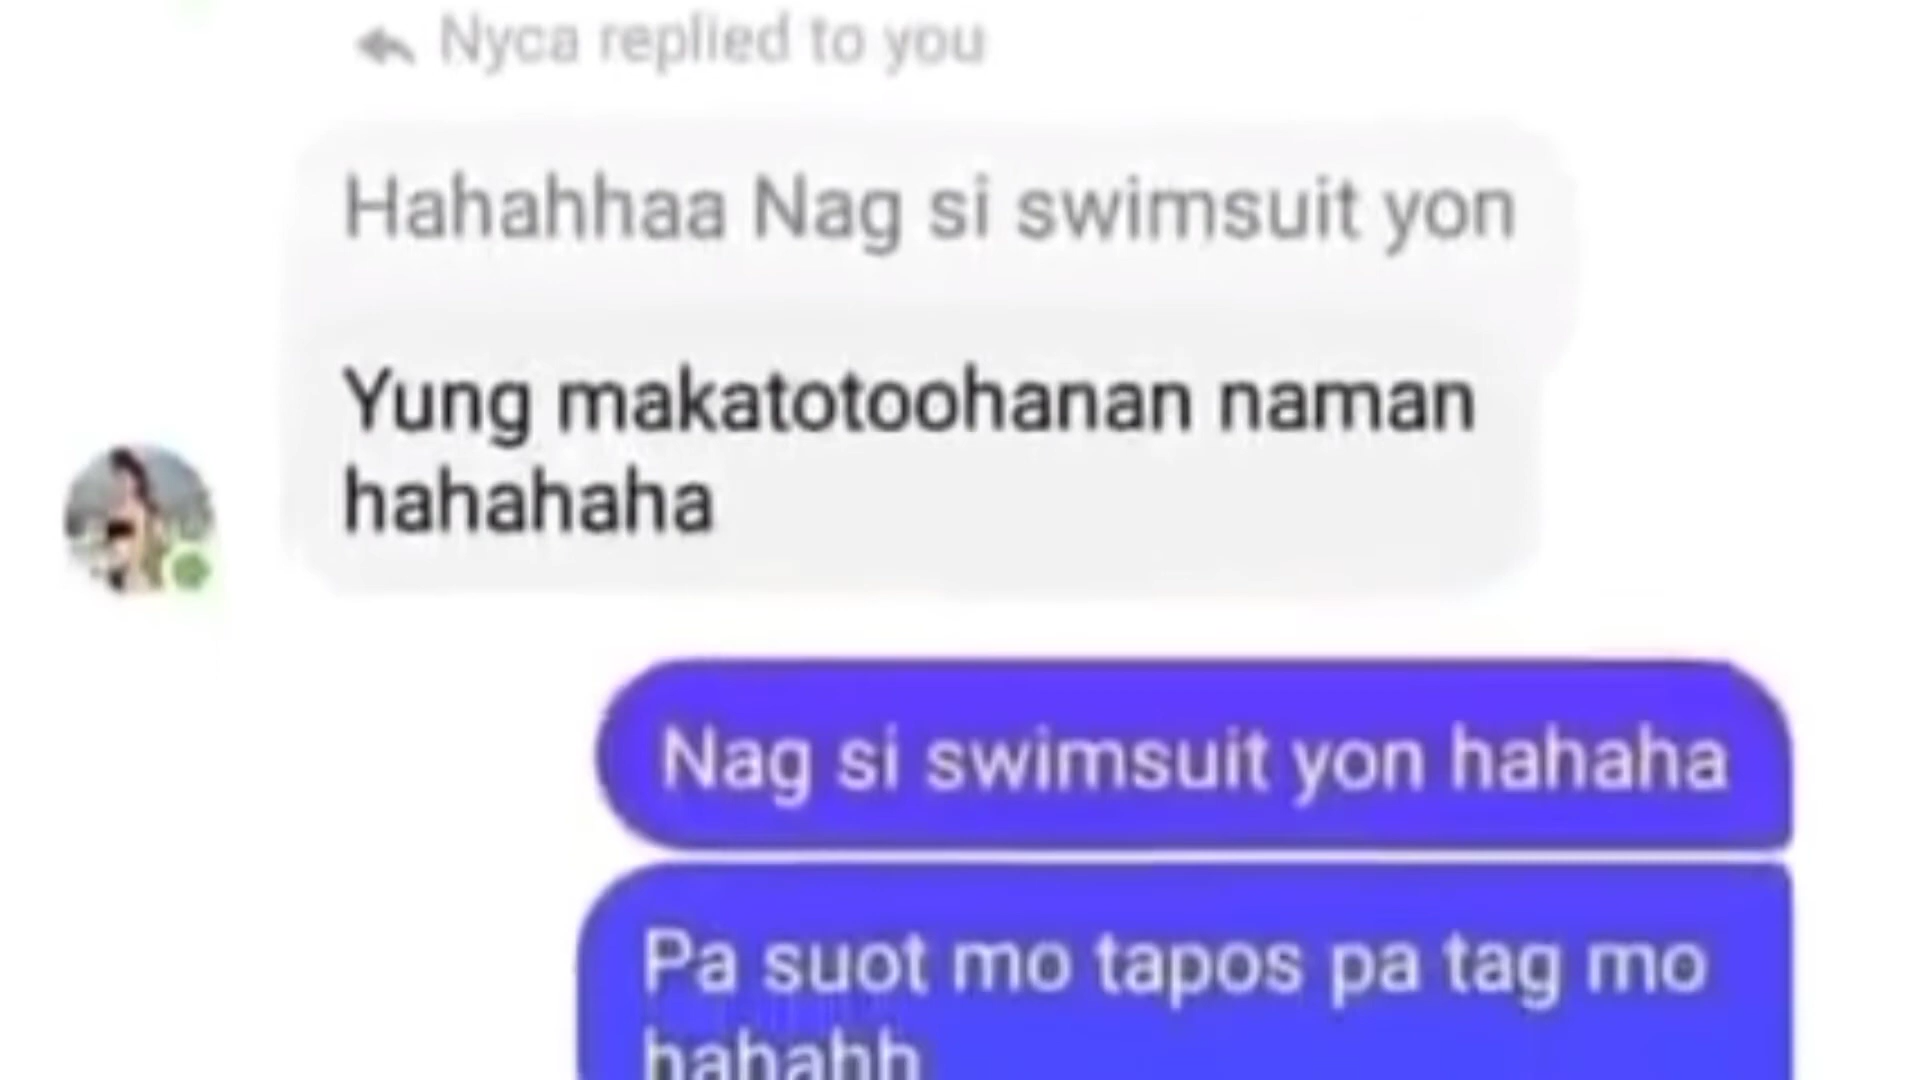 Nyca replied to you
Hahahhaa Nag si swimsuit yon
Yung makatotoohanan naman
hahahaha
Nag si swimsuit yon hahaha
Pa suot mo tapos pa tag mo
hahahh